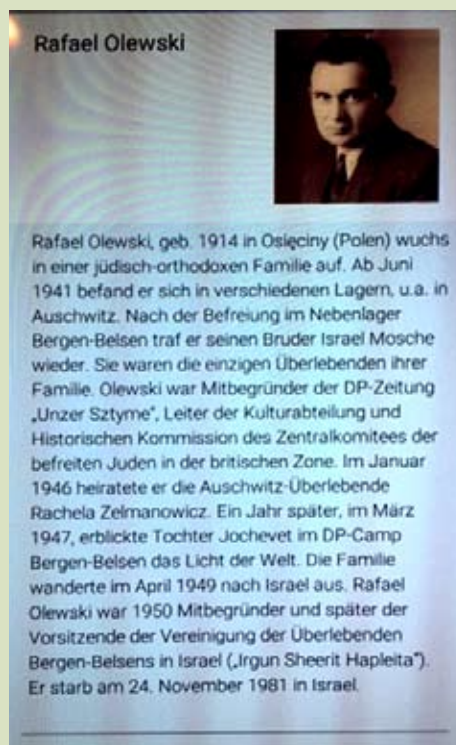 Rafael Olewski
Rafael Olewski, geb. 1914 in Osięciny (Polen) wuchs
in einer jüdisch-orthodoxen Familie auf. Ab Juni
1941 befand er sich in verschiedenen Lagern, u.a. in
Auschwitz. Nach der Befreiung im Nebenlager
Bergen-Belsen traf er seinen Bruder Israel Mosche
wieder. Sie waren die einzigen Überlebenden ihrer
Familie. Olewski war Mitbegründer der DP-Zeitung
„Unzer Sztyme“, Leiter der Kulturabteilung und
Historischen Kommission des Zentralkomitees der
befreiten Juden in der britischen Zone. Im Januar
1946 heiratete er die Auschwitz-Überlebende
Rachela Zelmanowicz. Ein Jahr später, im März
1947, erblickte Tochter Jochevet im DP-Camp
Bergen-Belsen das Licht der Welt. Die Familie
wanderte im April 1949 nach Israel aus. Rafael
Olewski war 1950 Mitbegründer und später der
Vorsitzende der Vereinigung der Überlebenden
Bergen-Belsens in Israel („Irgun Sheerit Hapleita“).
Er starb am 24. November 1981 in Israel.